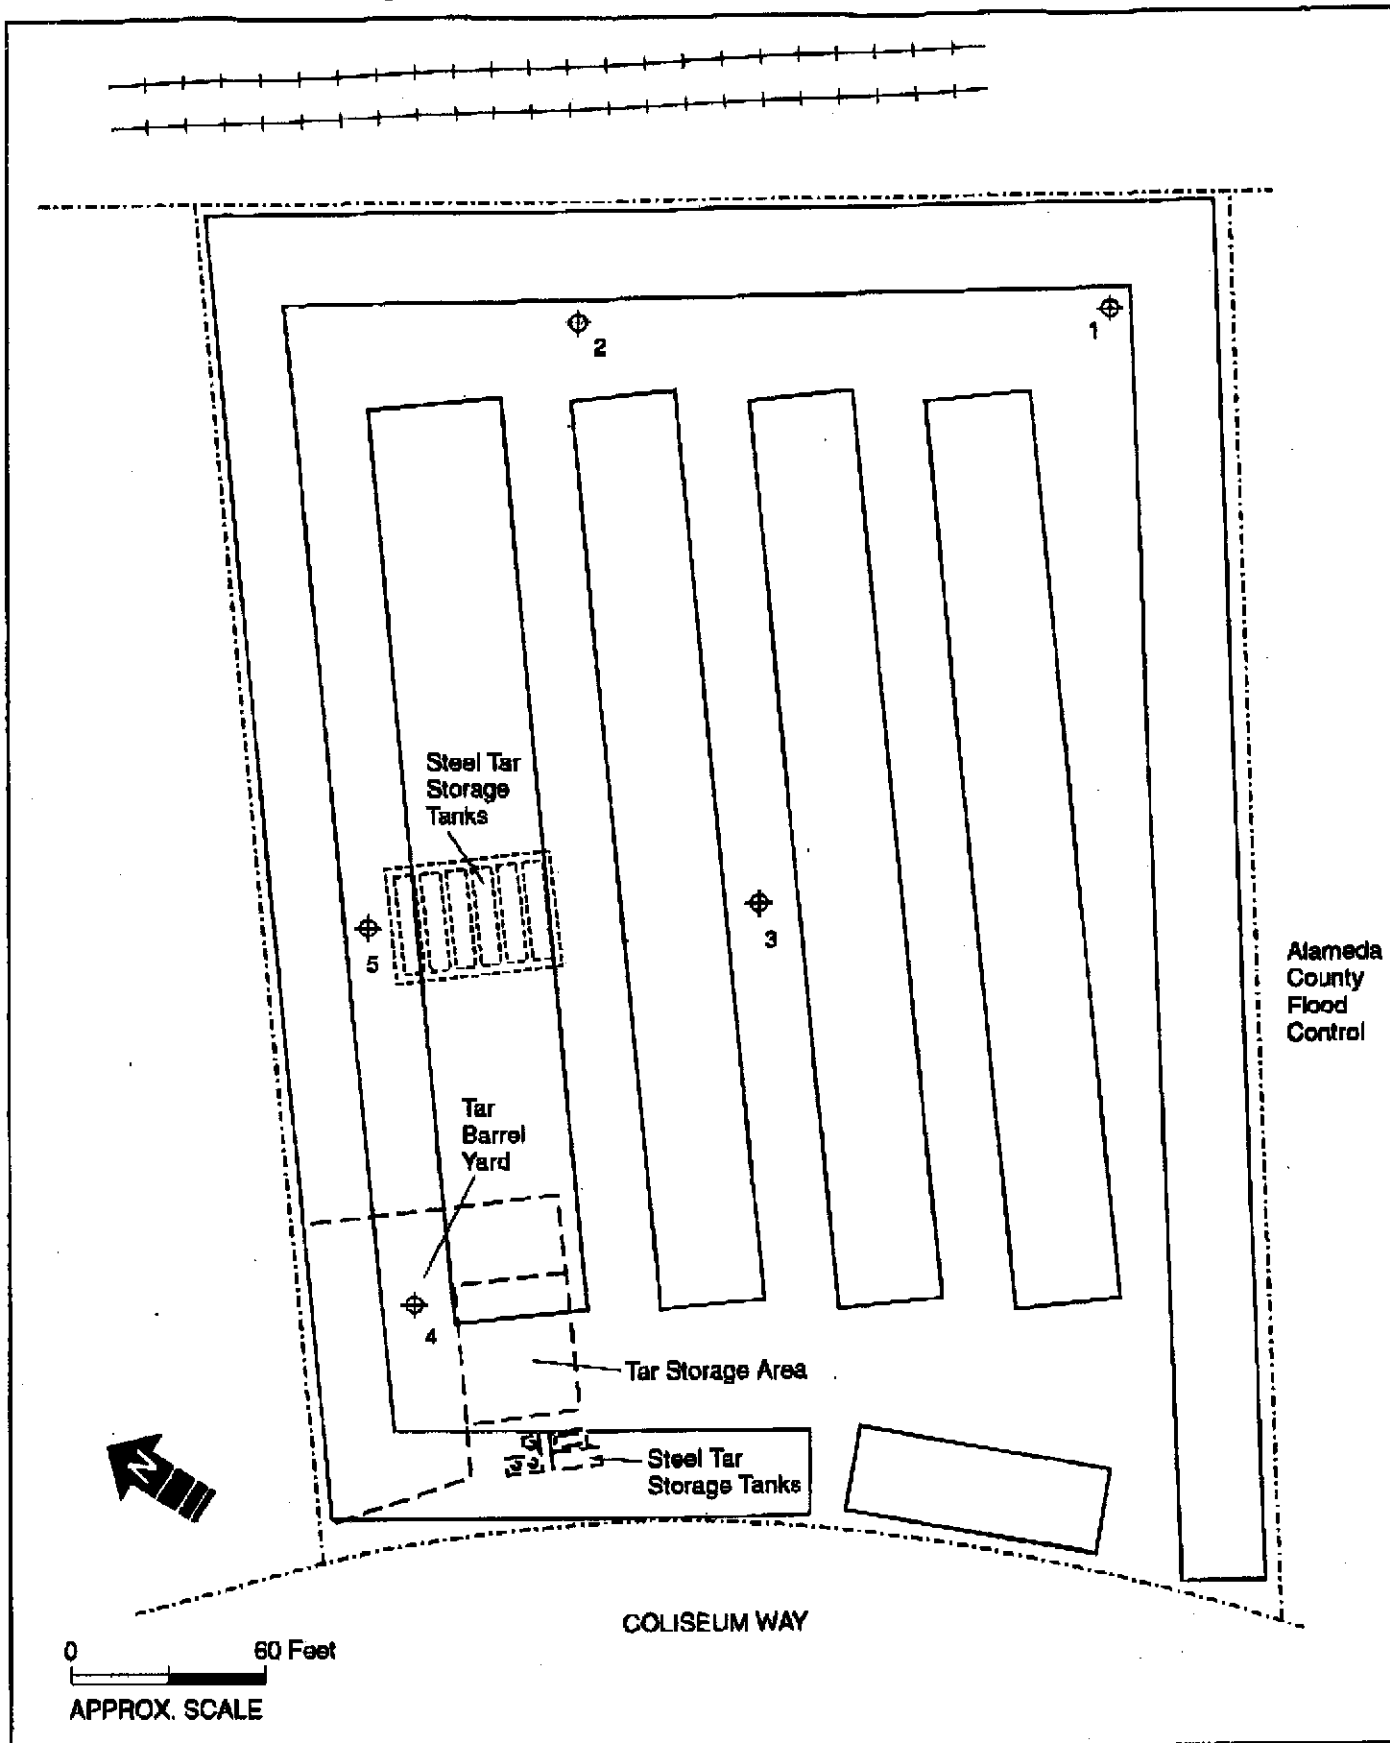 2
1
Steel Tar
Storage
Tanks
5
3
Alameda
County
Flood
Control
Tar
Barrel
Yard
4
Tar Storage Area
Steel Tar
Storage Tanks
N
COLISEUM WAY
0 60 Feet
APPROX. SCALE